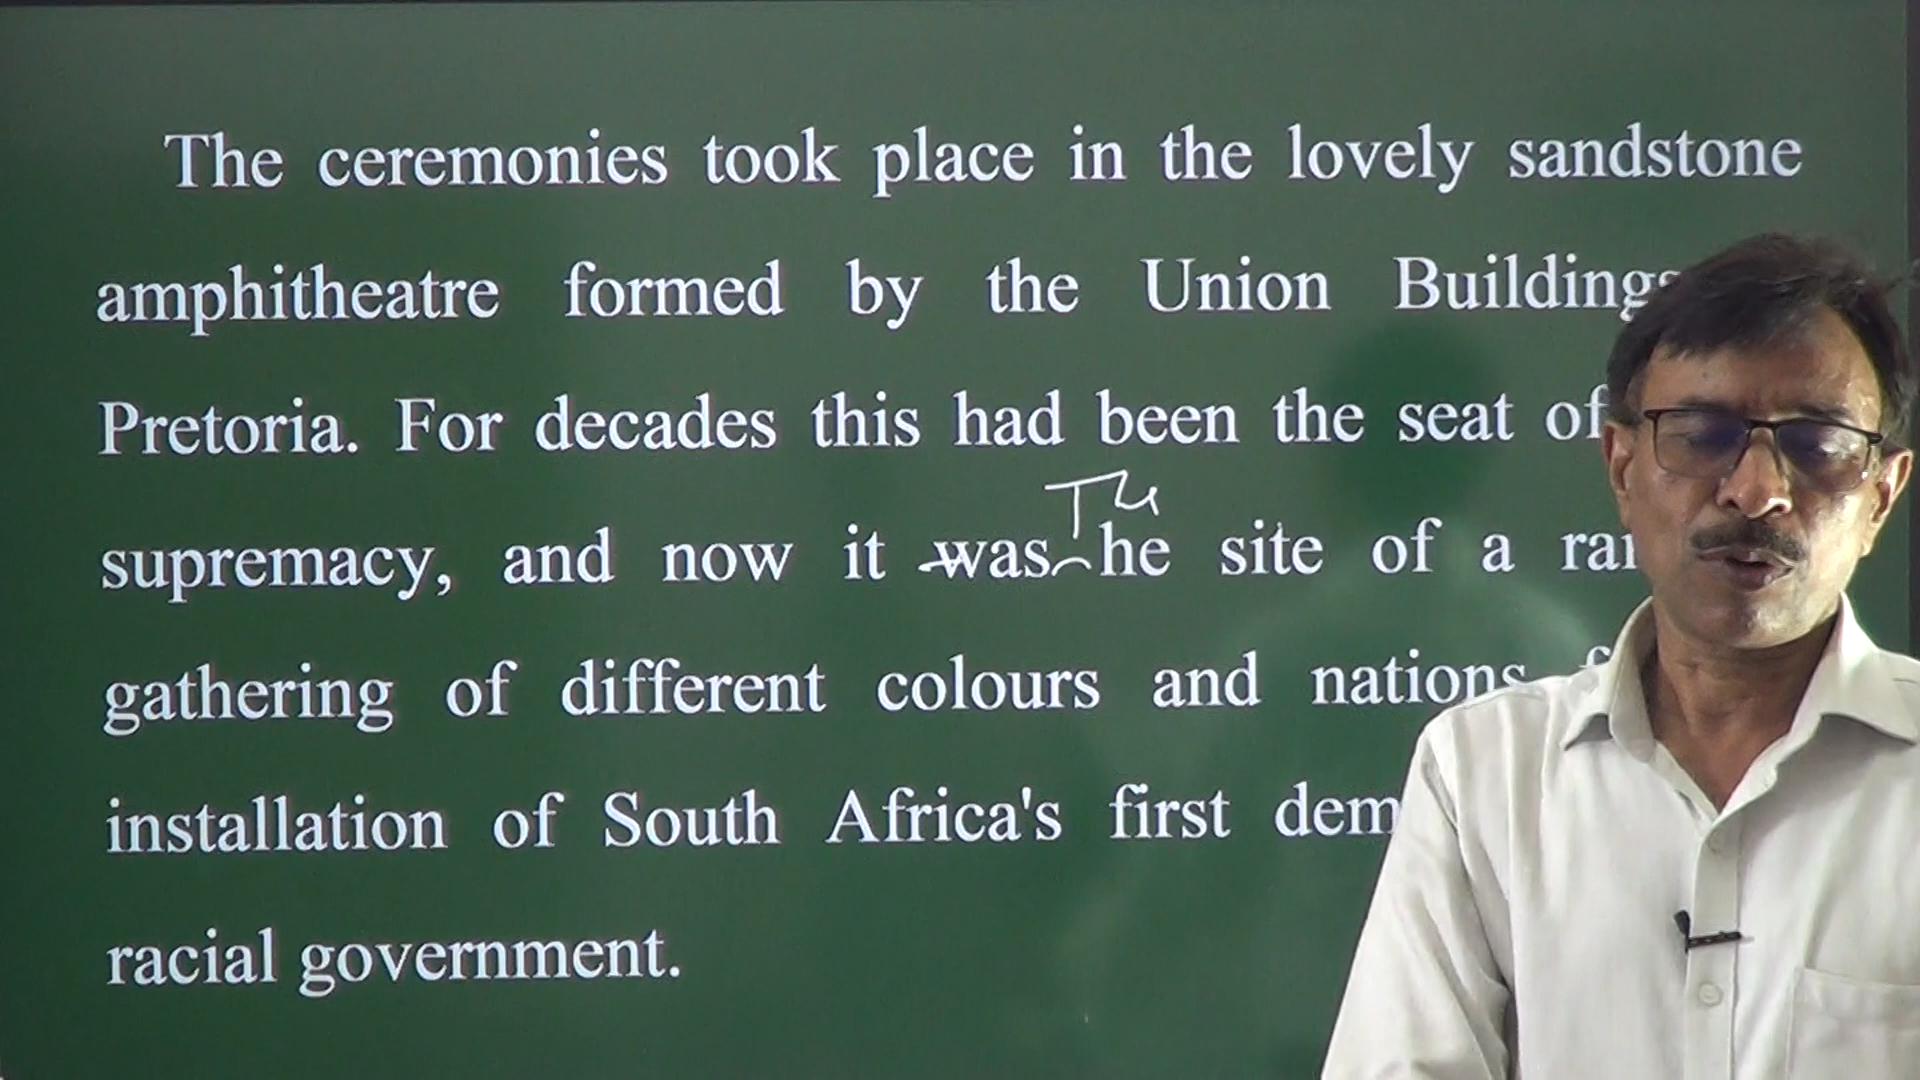 The ceremonies took place in the lovely sandstone
amphitheatre formed by the Union Buildings
Pretoria. For decades this had been the seat of
supremacy, and now it was he site of a
The
gathering of different colours and nations
installation of South Africa's first
racial government.